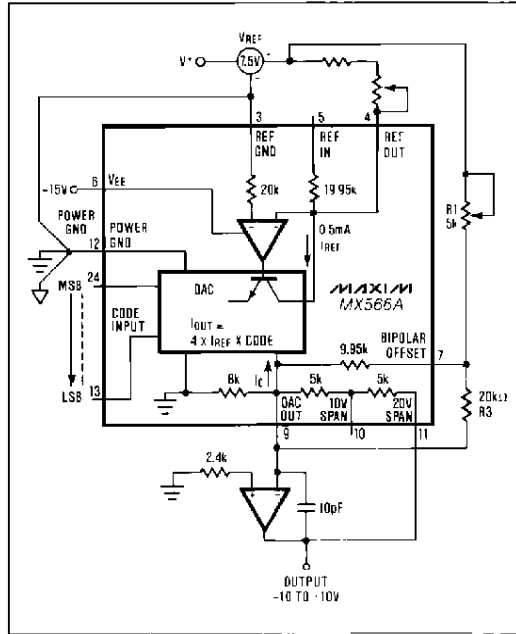 VREF
V+
7.5V
3
5
4
REF
GND
REF
IN
REF
OUT
6
VEE
-15V
20k
19.95k
R1
5k
POWER
GND
12
POWER
GND
0.5mA
IREF
24
MSB
DAC
MAXIM
MX566A
CODE
INPUT
IOUT =
4 x IREF x CODE
BIPOLAR
OFFSET
7
9.95k
13
LSB
8k
IO
5k
5k
20kΩ
R3
DAC
OUT
10V
SPAN
20V
SPAN
9
10
11
2.4k
10pF
OUTPUT
-10 TO +10V